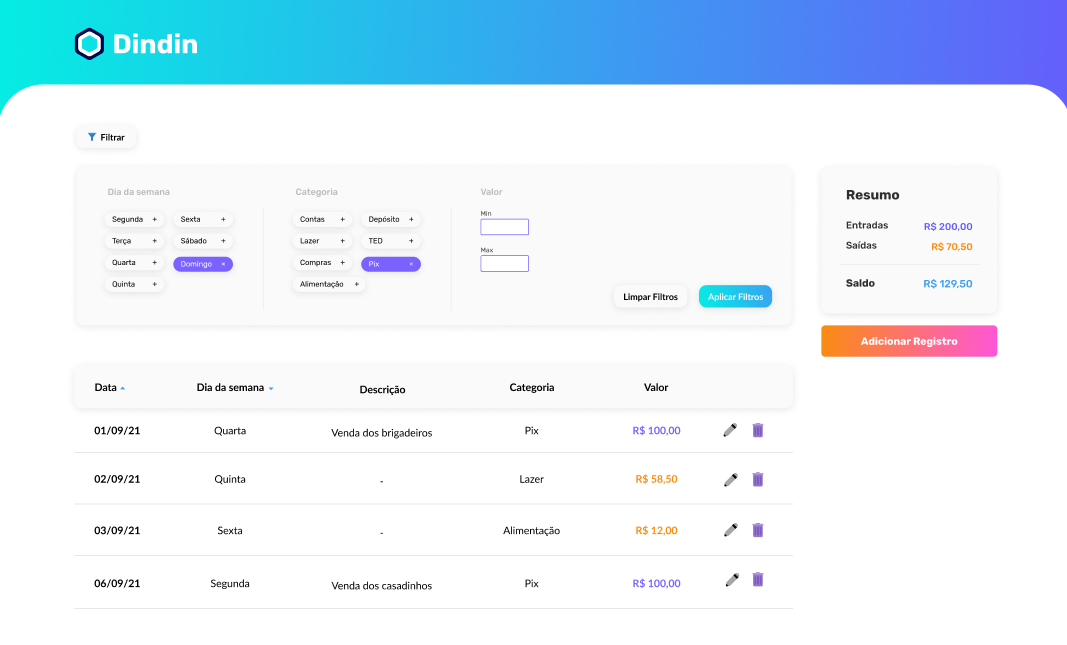 Dindin
Filtrar
Dia da semana
Segunda + Sexta +
Terça + Sábado +
Quarta + Domingo ×
Quinta +
Categoria
Contas + Depósito +
Lazer + TED +
Compras + Pix ×
Alimentação +
Valor
Min
Max
Limpar Filtros Aplicar Filtros
Resumo
Entradas R$ 200,00
Saídas R$ 70,50
Saldo R$ 129,50
Adicionar Registro
Data Dia da semana Descrição Categoria Valor
01/09/21 Quarta Venda dos brigadeiros Pix R$ 100,00
02/09/21 Quinta - Lazer R$ 58,50
03/09/21 Sexta - Alimentação R$ 12,00
06/09/21 Segunda Venda dos casadinhos Pix R$ 100,00